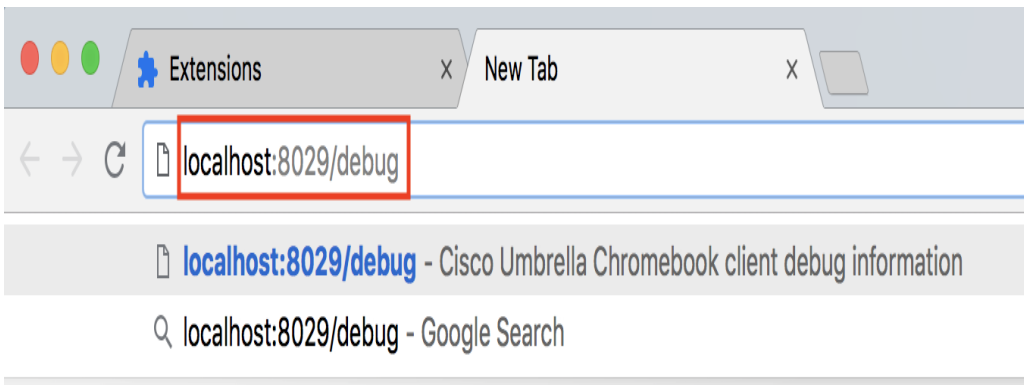 Extensions
New Tab
localhost:8029/debug
localhost:8029/debug - Cisco Umbrella Chromebook client debug information
localhost:8029/debug - Google Search